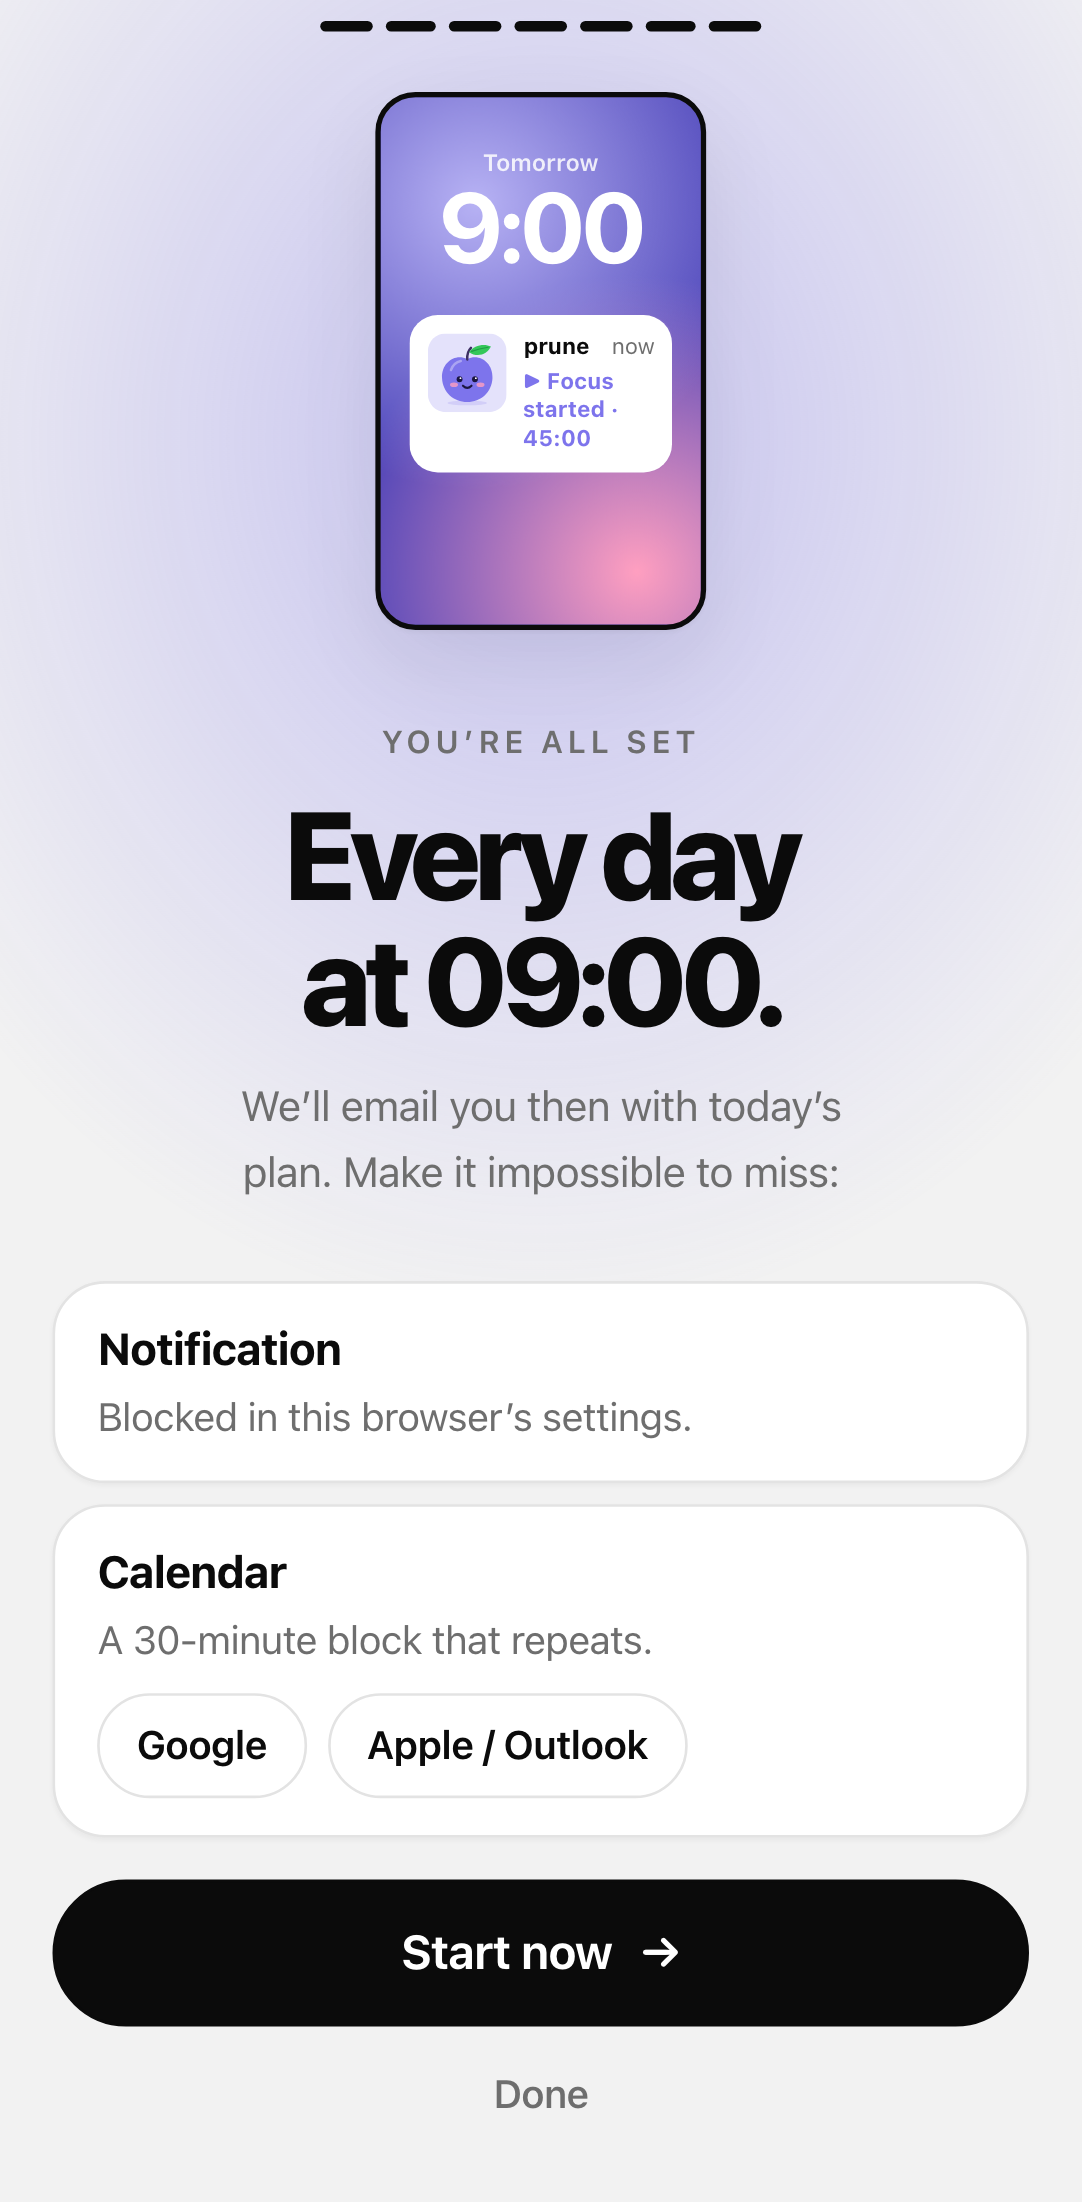 Tomorrow
9:00
prune now
▶ Focus
started ·
45:00
YOU’RE ALL SET
Every day
at 09:00.
We’ll email you then with today’s
plan. Make it impossible to miss:
Notification
Blocked in this browser’s settings.
Calendar
A 30-minute block that repeats.
Google Apple / Outlook
Start now →
Done